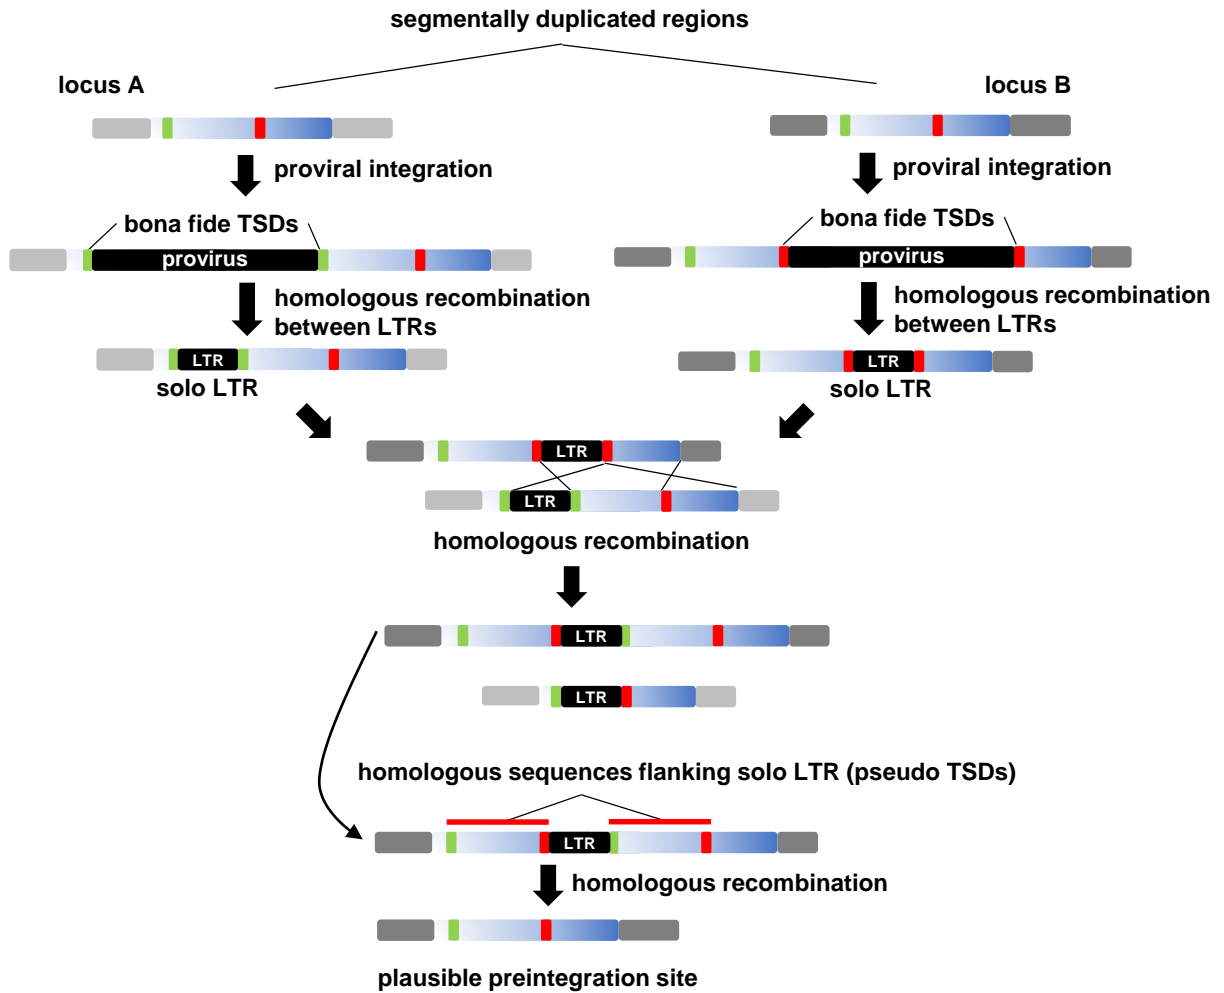 segmentally duplicated regions
locus A
locus B
proviral integration
proviral integration
bona fide TSDs
bona fide TSDs
provirus
provirus
homologous recombination
between LTRs
homologous recombination
between LTRs
LTR
LTR
solo LTR
solo LTR
LTR
LTR
homologous recombination
LTR
LTR
homologous sequences flanking solo LTR (pseudo TSDs)
LTR
homologous recombination
plausible preintegration site